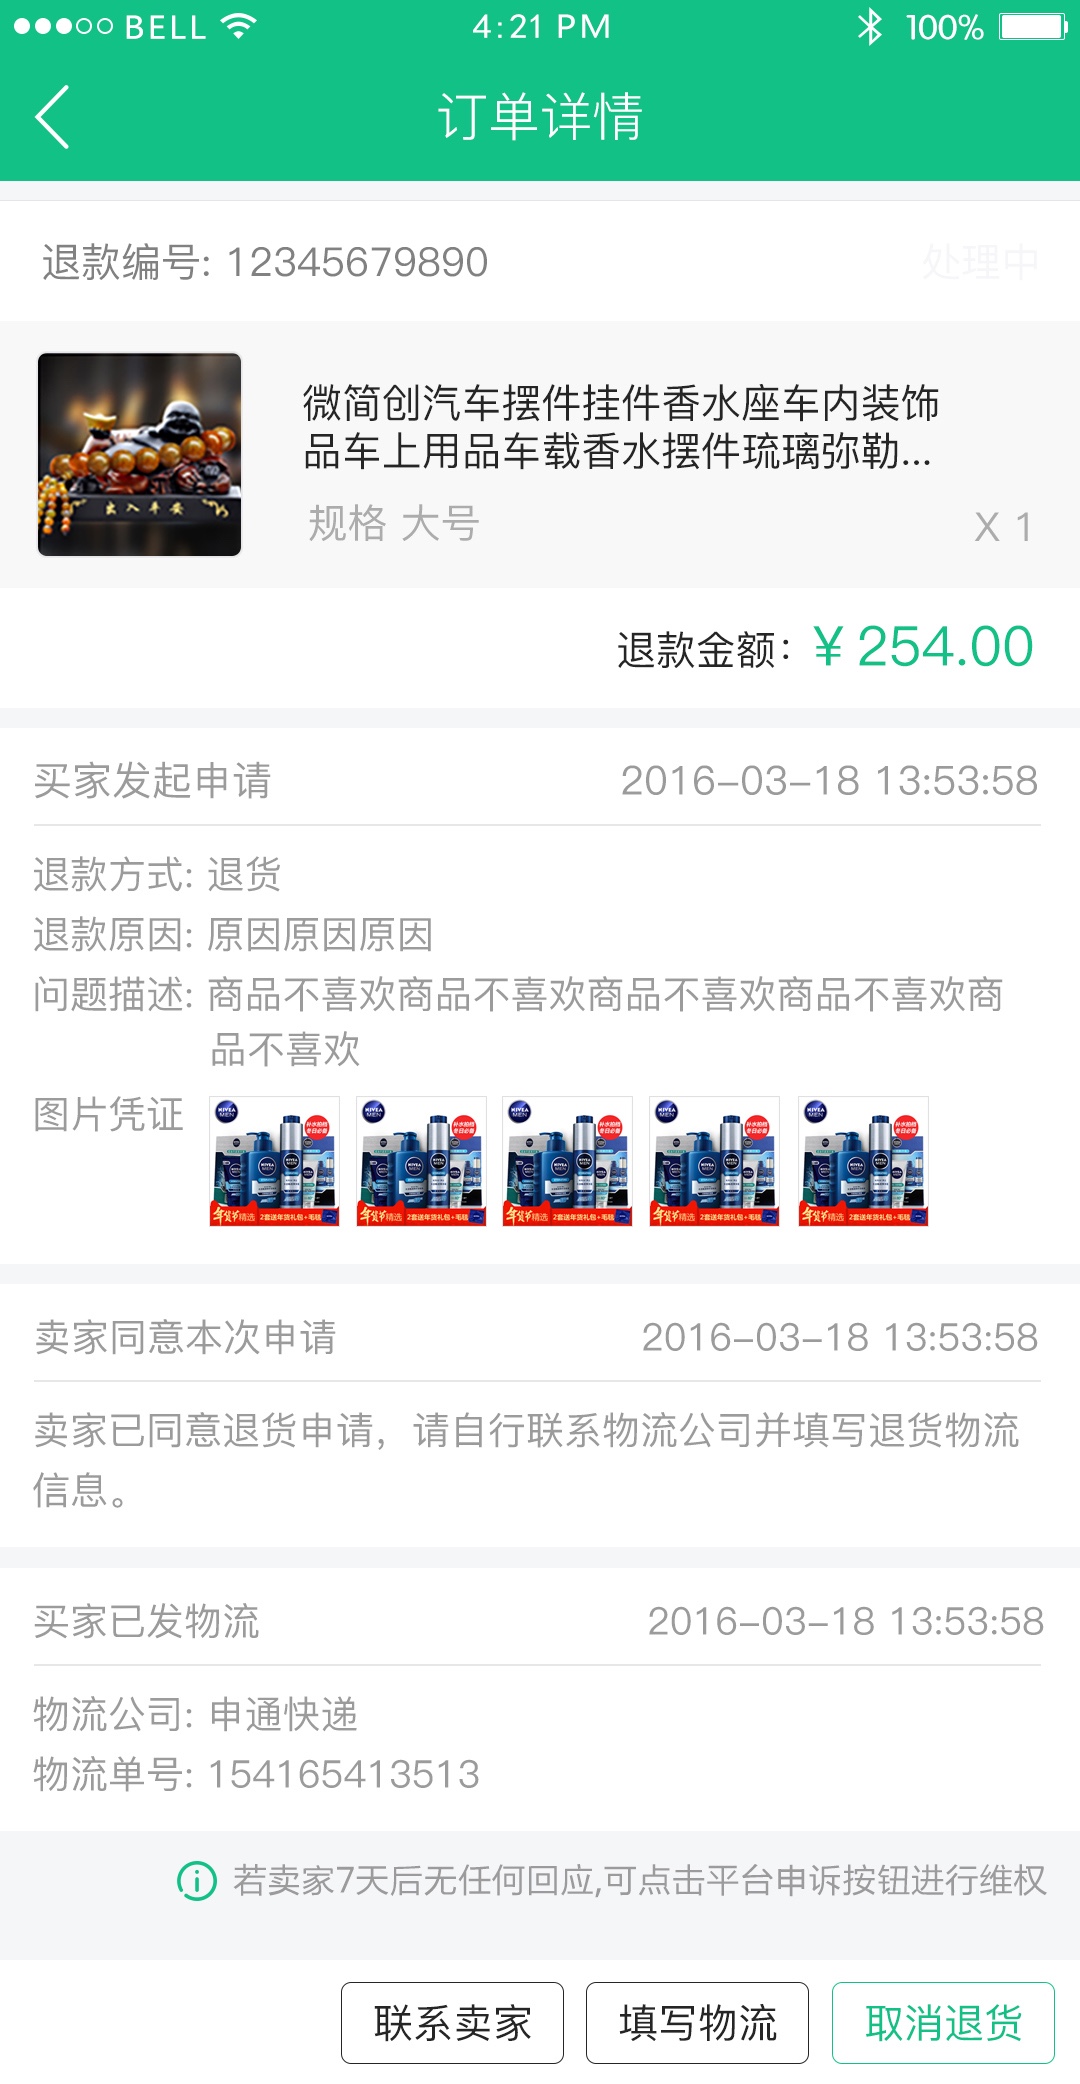 BELL 4:21 PM 100%
订单详情
退款编号: 12345679890 处理中
微简创汽车摆件挂件香水座车内装饰
品车上用品车载香水摆件琉璃弥勒...
出入平安
规格 大号 X 1
退款金额: ¥ 254.00
买家发起申请 2016-03-18 13:53:58
退款方式: 退货
退款原因: 原因原因原因
问题描述: 商品不喜欢商品不喜欢商品不喜欢商品不喜欢商
品不喜欢
图片凭证
卖家同意本次申请 2016-03-18 13:53:58
卖家已同意退货申请，请自行联系物流公司并填写退货物流
信息。
买家已发物流 2016-03-18 13:53:58
物流公司: 申通快递
物流单号: 154165413513
若卖家7天后无任何回应,可点击平台申诉按钮进行维权
联系卖家 填写物流 取消退货